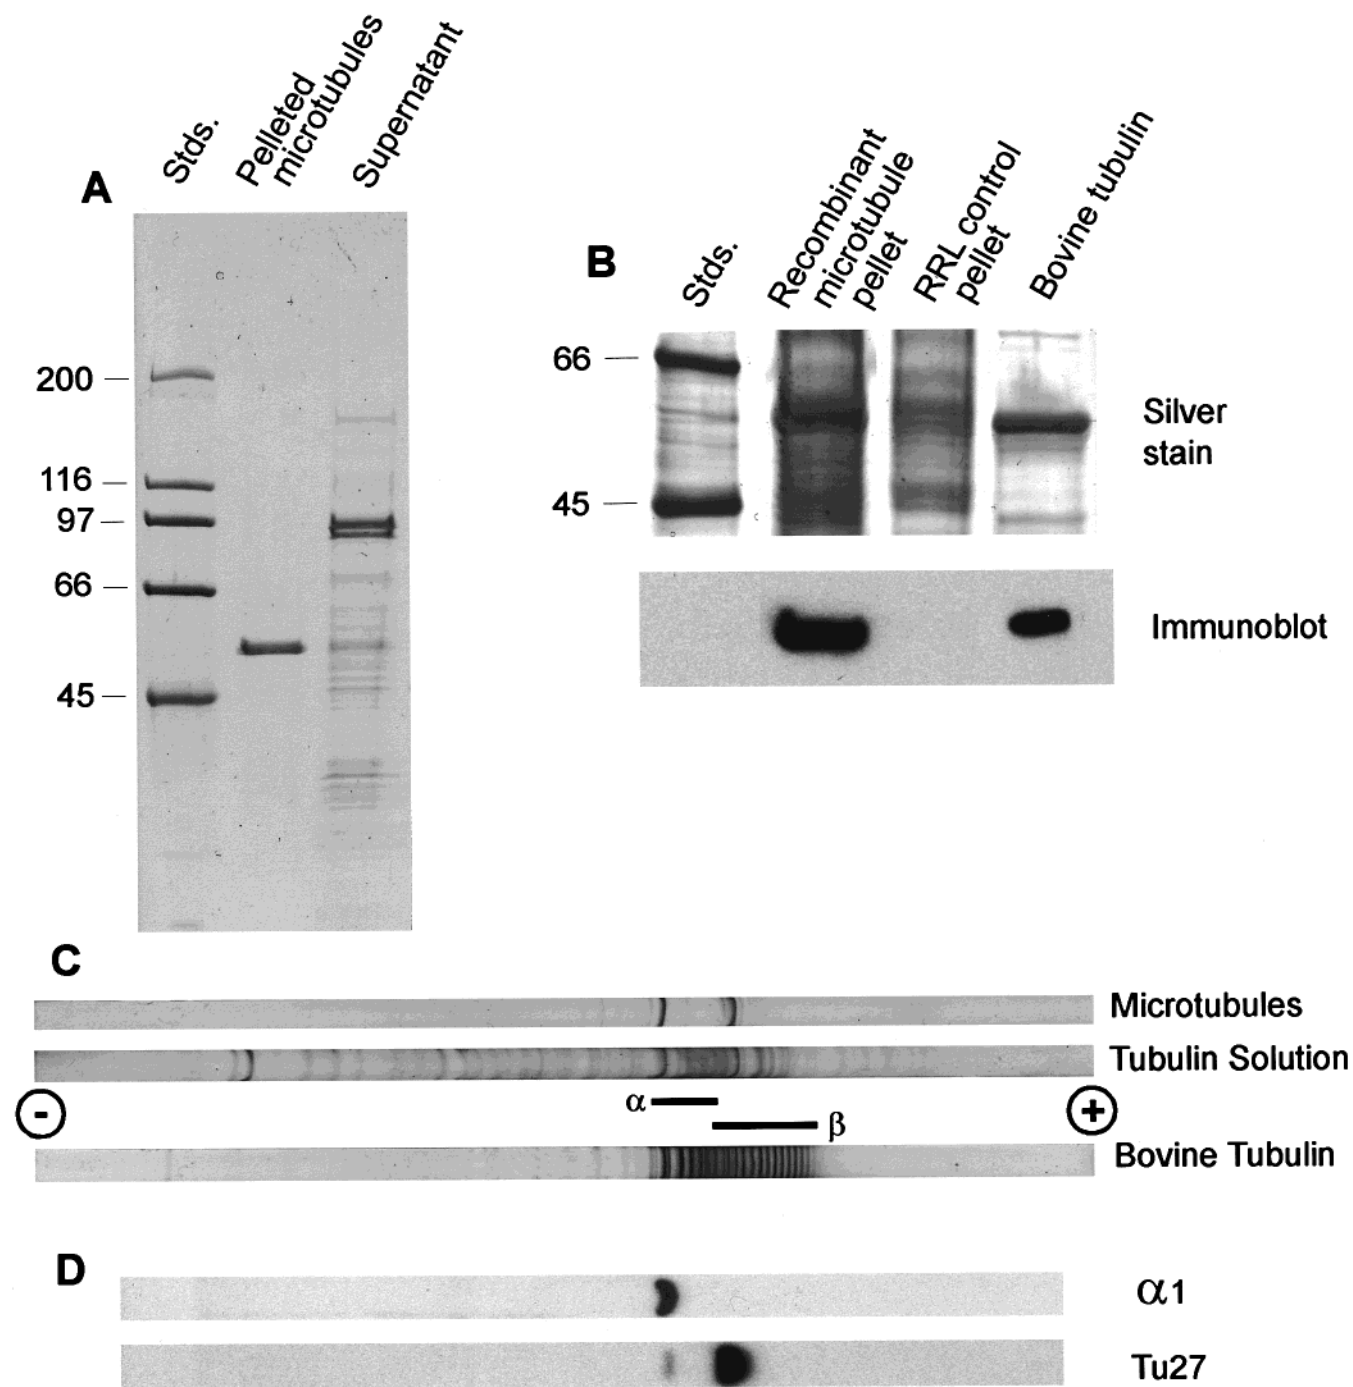 A
Stds.
Pelleted
microtubules
Supernatant
200
116
97
66
45
B
Stds.
Recombinant
microtubule
pellet
RRL control
pellet
Bovine tubulin
66
45
Silver
stain
Immunoblot
C
Microtubules
Tubulin Solution
-
α
+
β
Bovine Tubulin
D
α1
Tu27